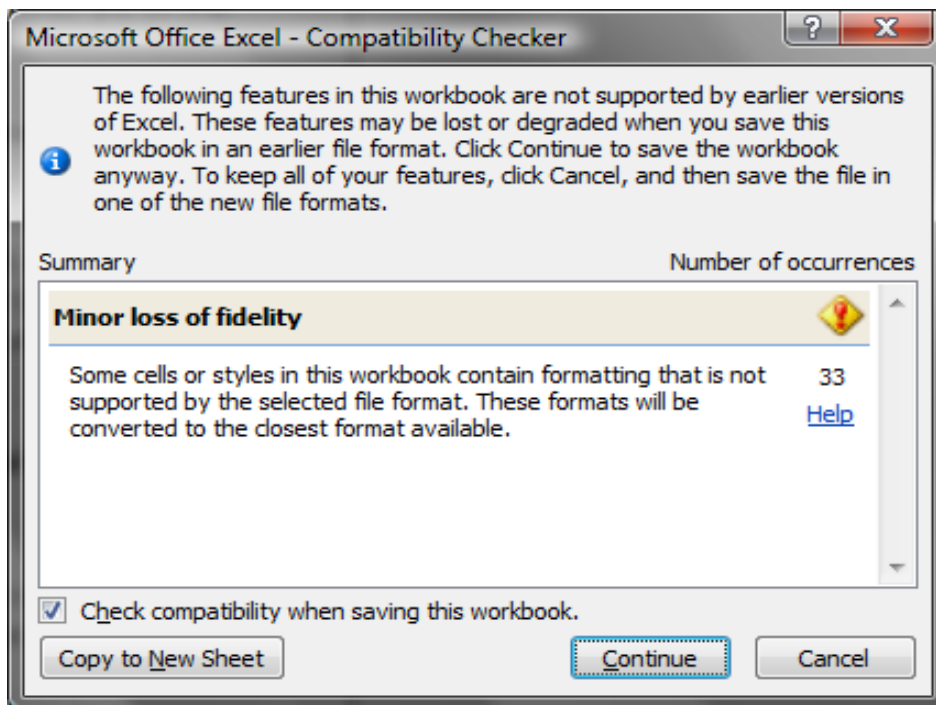 Microsoft Office Excel - Compatibility Checker
The following features in this workbook are not supported by earlier versions
of Excel. These features may be lost or degraded when you save this
workbook in an earlier file format. Click Continue to save the workbook
anyway. To keep all of your features, click Cancel, and then save the file in
one of the new file formats.
Summary Number of occurrences
Minor loss of fidelity
Some cells or styles in this workbook contain formatting that is not 33
supported by the selected file format. These formats will be Help
converted to the closest format available.
Check compatibility when saving this workbook.
Copy to New Sheet Continue Cancel